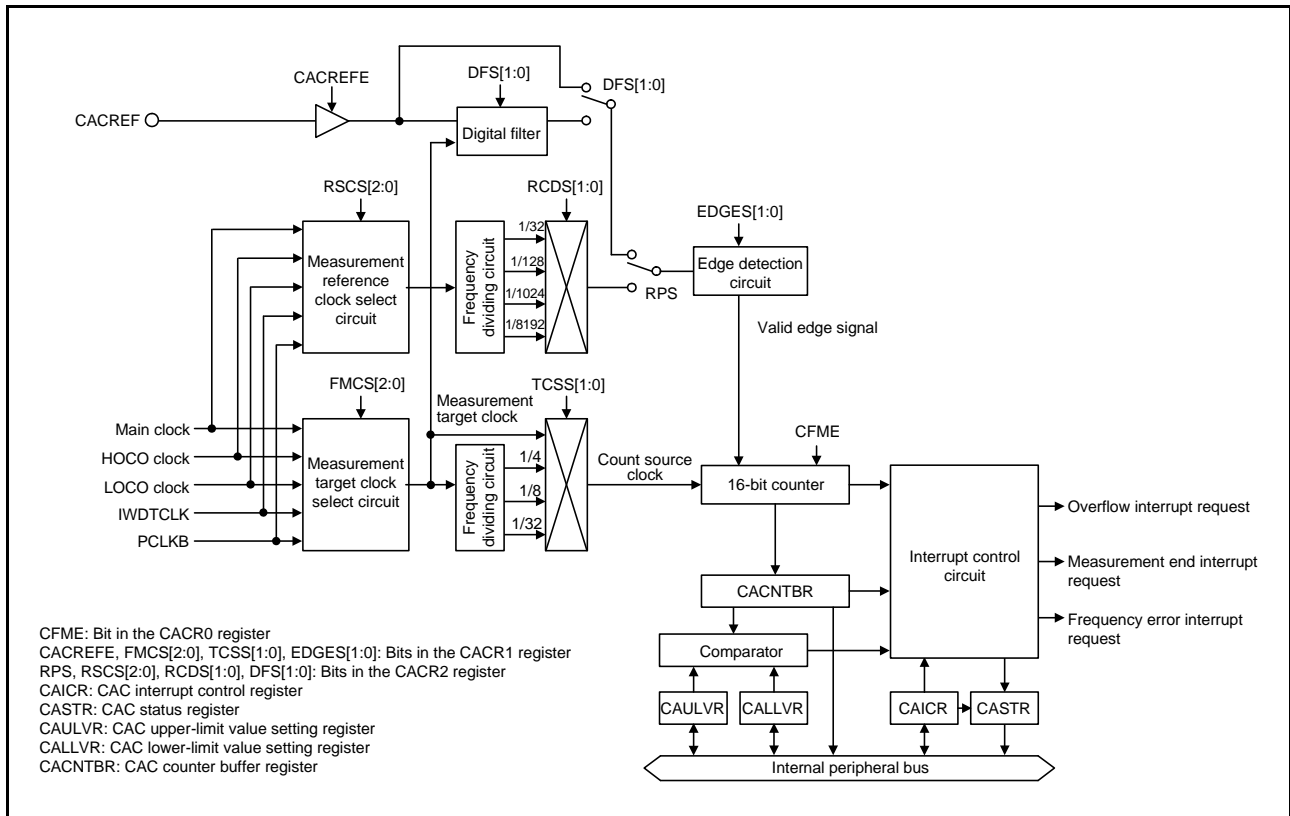 CACREFE
DFS[1:0]
DFS[1:0]
CACREF
Digital filter
RSCS[2:0]
RCDS[1:0]
EDGES[1:0]
Measurement
reference
clock select
circuit
Frequency
dividing circuit
1/32
1/128
1/1024
1/8192
RPS
Edge detection
circuit
Valid edge signal
FMCS[2:0]
Measurement
target clock
TCSS[1:0]
CFME
Main clock
HOCO clock
LOCO clock
IWDTCLK
PCLKB
Measurement
target clock
select circuit
Frequency
dividing circuit
1/4
1/8
1/32
Count source
clock
16-bit counter
Interrupt control
circuit
Overflow interrupt request
Measurement end interrupt
request
Frequency error interrupt
request
CACNTBR
Comparator
CAULVR
CALLVR
CAICR
CASTR
Internal peripheral bus
CFME: Bit in the CACR0 register
CACREFE, FMCS[2:0], TCSS[1:0], EDGES[1:0]: Bits in the CACR1 register
RPS, RSCS[2:0], RCDS[1:0], DFS[1:0]: Bits in the CACR2 register
CAICR: CAC interrupt control register
CASTR: CAC status register
CAULVR: CAC upper-limit value setting register
CALLVR: CAC lower-limit value setting register
CACNTBR: CAC counter buffer register